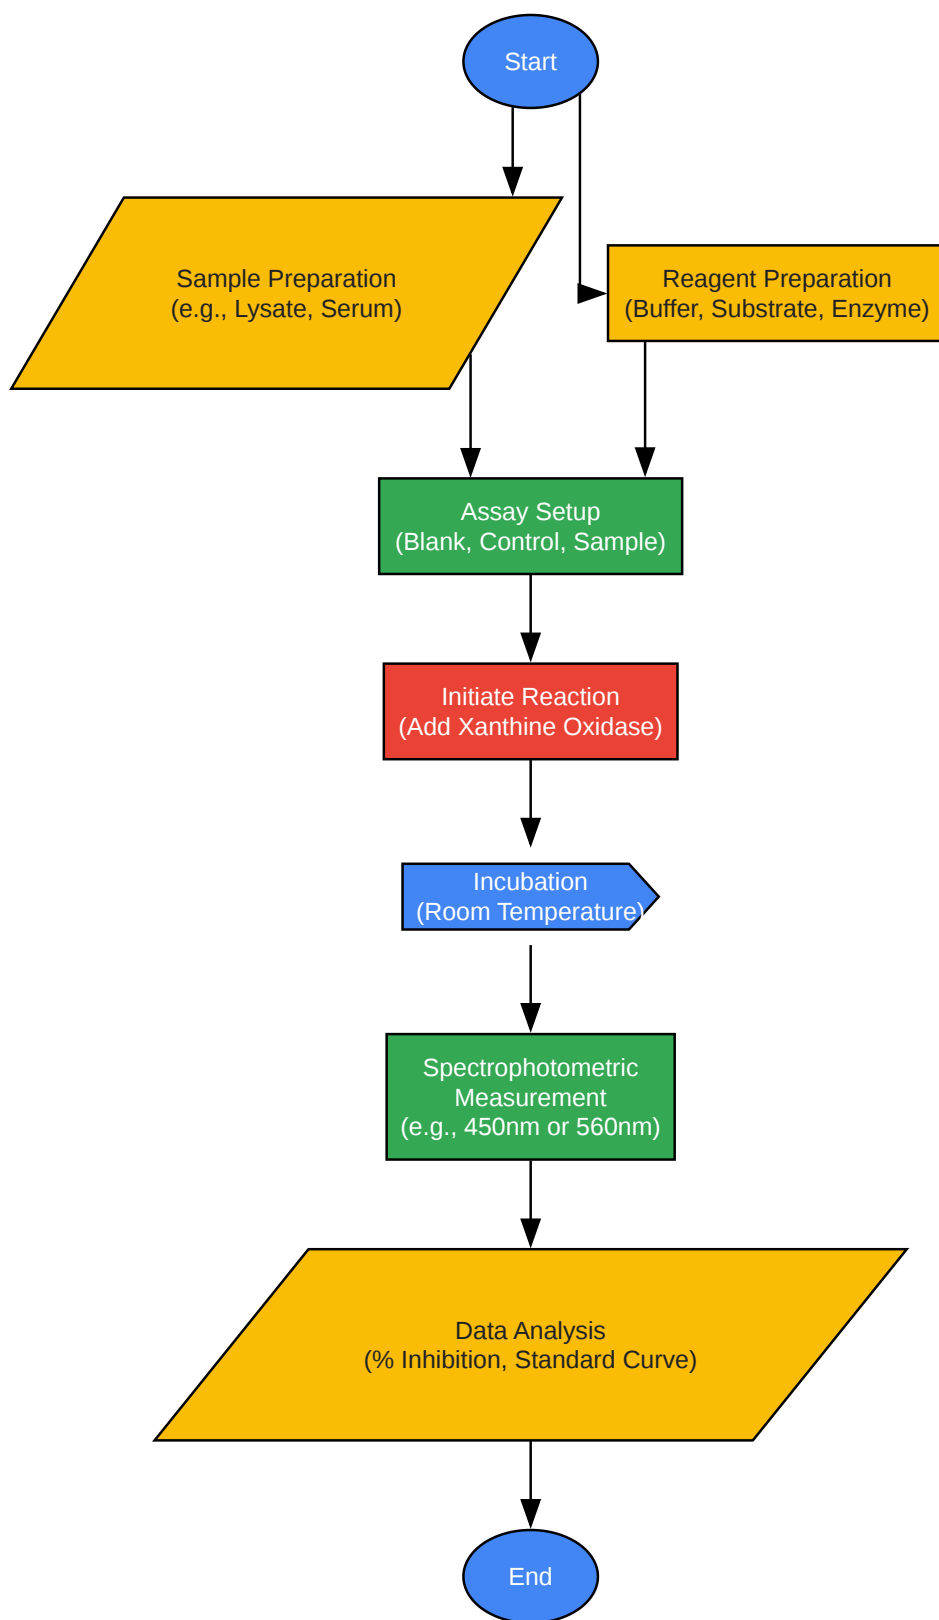 Start
Sample Preparation
(e.g., Lysate, Serum)
Reagent Preparation
(Buffer, Substrate, Enzyme)
Assay Setup
(Blank, Control, Sample)
Initiate Reaction
(Add Xanthine Oxidase)
Incubation
(Room Temperature)
Spectrophotometric
Measurement
(e.g., 450nm or 560nm)
Data Analysis
(% Inhibition, Standard Curve)
End